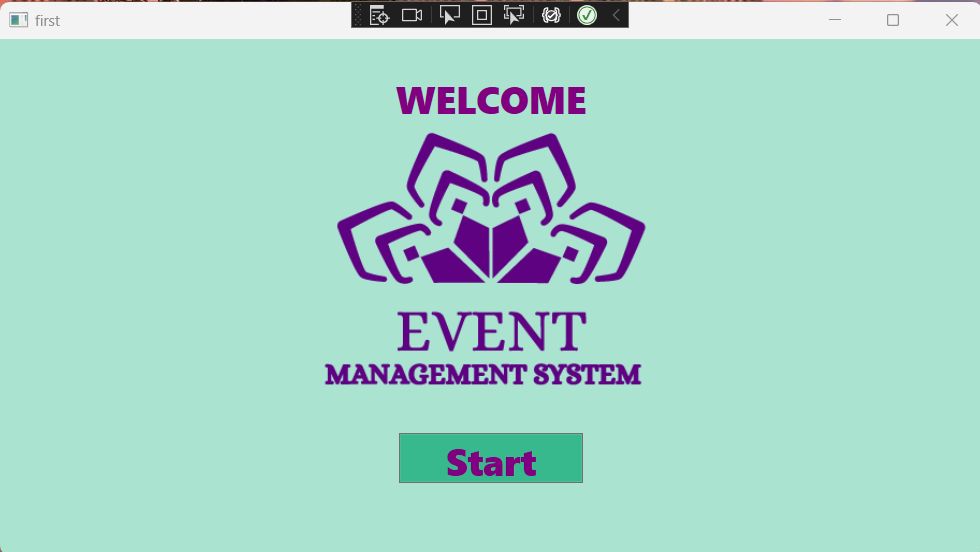 first
WELCOME
EVENT
MANAGEMENT SYSTEM
Start